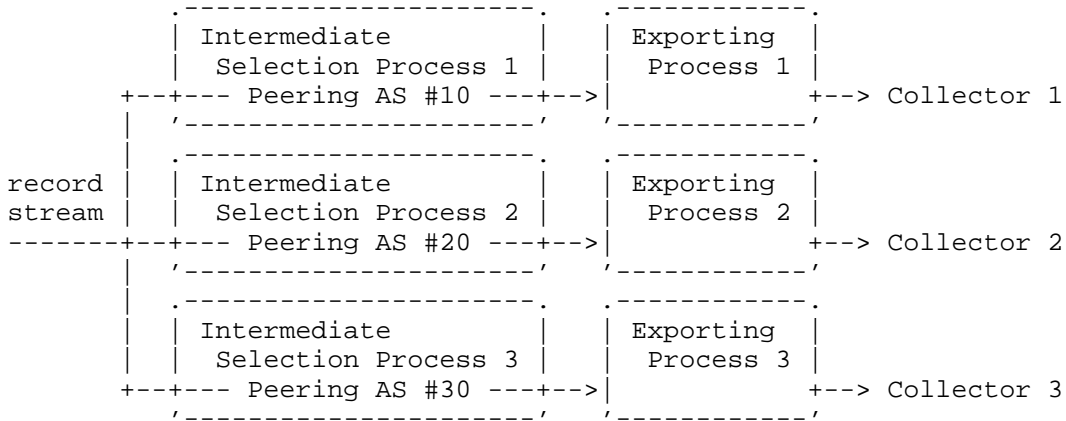 Intermediate Exporting
Selection Process 1 Process 1
Peering AS #10 Collector 1
Intermediate Exporting
record
stream Selection Process 2 Process 2
Peering AS #20 Collector 2
Intermediate Exporting
Selection Process 3 Process 3
Peering AS #30 Collector 3